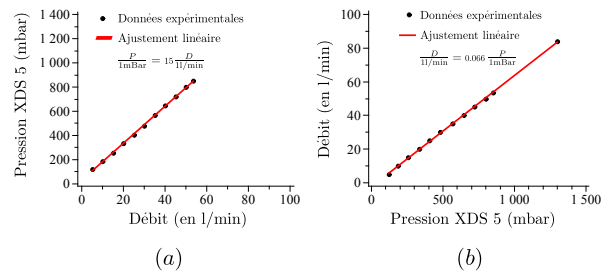 Données expérimentales
Ajustement linéaire
P/1mBar = 15 D/1l/min
Pression XDS 5 (mbar)
1 400
1 200
1 000
800
600
400
200
0
0 20 40 60 80 100
Débit (en l/min)
(a)
Données expérimentales
Ajustement linéaire
D/1l/min = 0.066 P/1mBar
Débit (en l/min)
100
80
60
40
20
0
0 500 1 000 1 500
Pression XDS 5 (mbar)
(b)